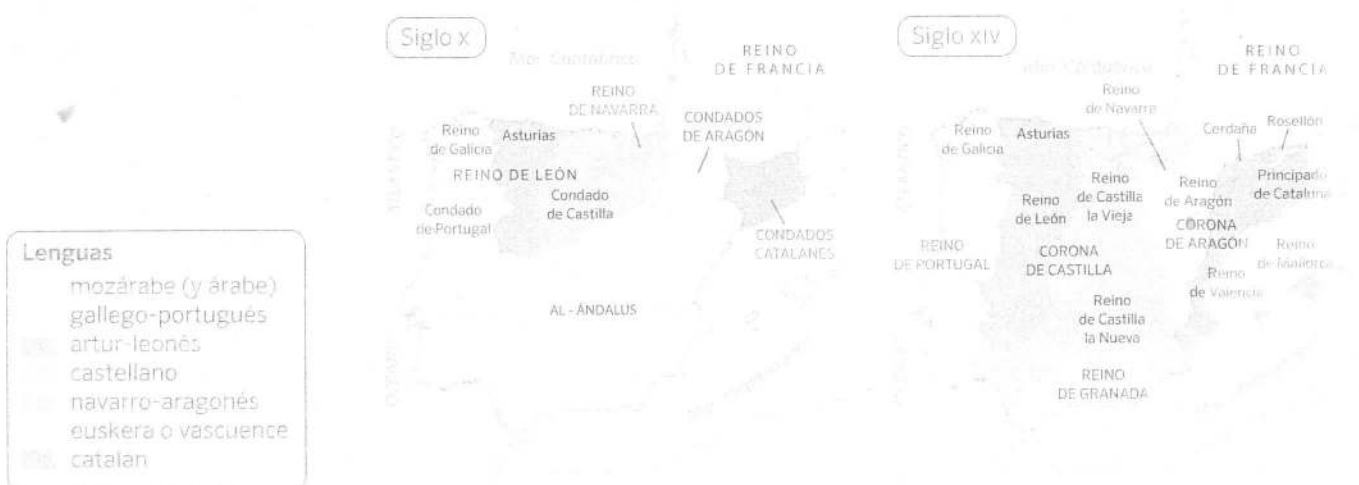 Siglo X
Mar Cantábrico
REINO
DE FRANCIA
REINO
DE NAVARRA
CONDADOS
DE ARAGÓN
Reino
de Galicia
Asturias
REINO DE LEÓN
Condado
de Castilla
Condado
de Portugal
CONDADOS
CATALANES
AL - ÁNDALUS
Siglo XIV
REINO
DE FRANCIA
Reino
de Navarra
Cerdaña
Rosellón
Reino
de Galicia
Asturias
Reino
de León
Reino
de Castilla
la Vieja
Reino
de Aragón
Principado
de Cataluña
CORONA
DE ARAGÓN
REINO
DE PORTUGAL
CORONA
DE CASTILLA
Reino
de Mallorca
Reino
de Valencia
Reino
de Castilla
la Nueva
REINO
DE GRANADA
Lenguas
mozárabe (y árabe)
gallego-portugués
artur-leonés
castellano
navarro-aragonés
euskera o vascuence
catalan